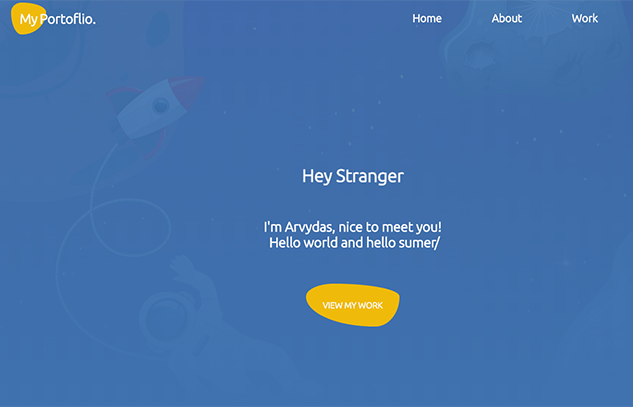 My Portoflio.
Home
About
Work
Hey Stranger
I'm Arvydas, nice to meet you!
Hello world and hello sumer/
VIEW MY WORK